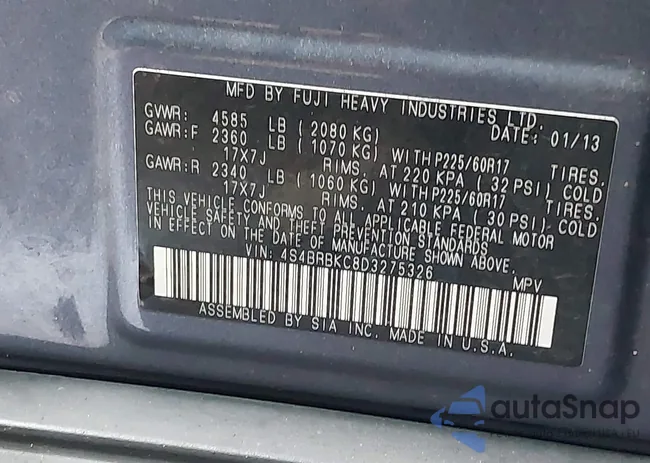 MFD BY FUJI HEAVY INDUSTRIES LTD.
GVWR: 4585 LB ( 2080 KG) DATE: 01/13
GAWR:F 2360 LB ( 1070 KG) WITH P225/60R17 TIRES.
17X7J RIMS. AT 220 KPA ( 32 PSI) COLD
GAWR:R 2340 LB ( 1060 KG) WITH P225/60R17 TIRES.
17X7J RIMS. AT 210 KPA ( 30 PSI) COLD
THIS VEHICLE CONFORMS TO ALL APPLICABLE FEDERAL MOTOR
VEHICLE SAFETY AND THEFT PREVENTION STANDARDS
IN EFFECT ON THE DATE OF MANUFACTURE SHOWN ABOVE.
VIN: 4S4BRBKC8D3275326 MPV
ASSEMBLED BY SIA INC. MADE IN U.S.A.
autaSnap